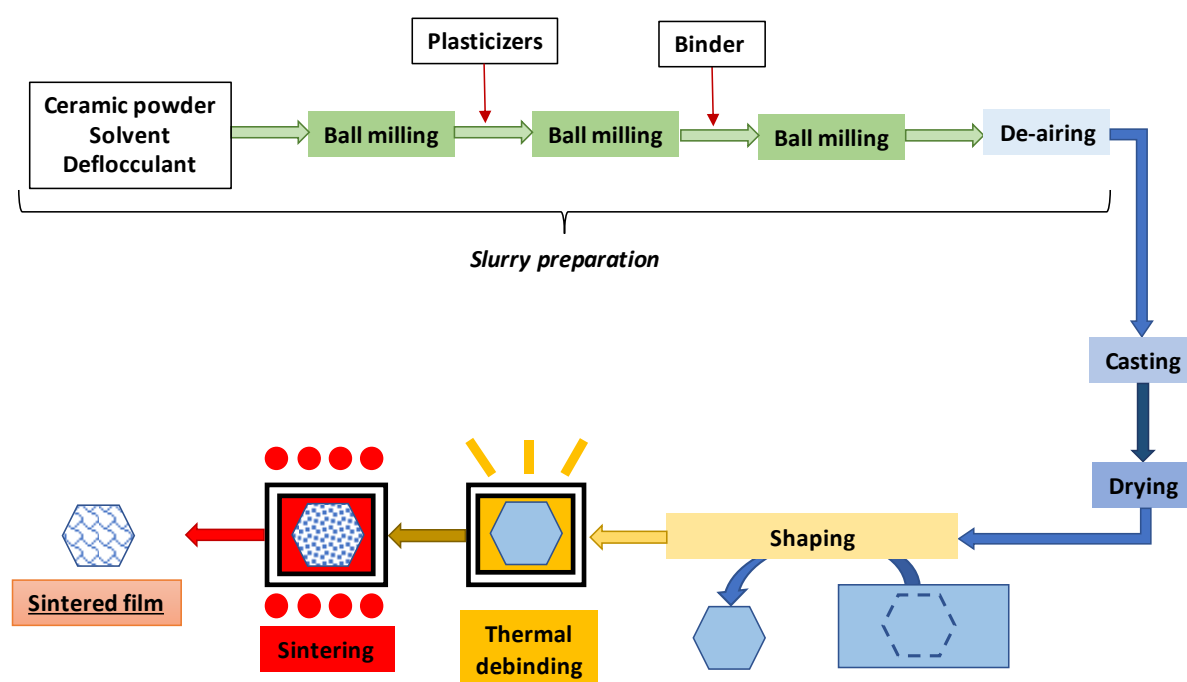 Plasticizers
Binder
Ceramic powder
Solvent
Deflocculant
Ball milling
Ball milling
Ball milling
De-airing
Slurry preparation
Casting
Drying
Shaping
Thermal
debinding
Sintering
Sintered film